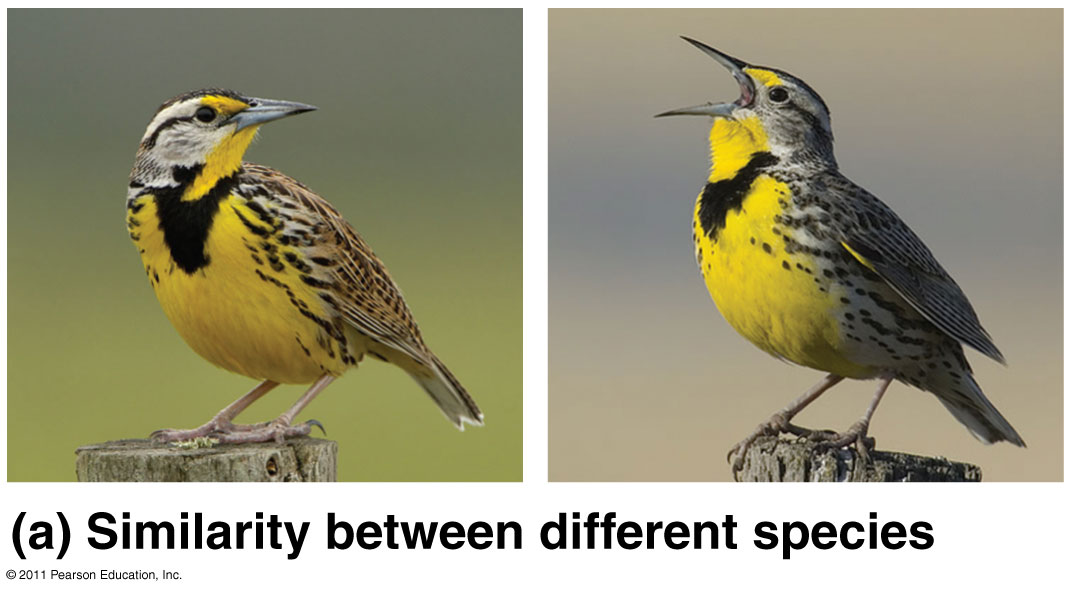 (a) Similarity between different species
© 2011 Pearson Education, Inc.